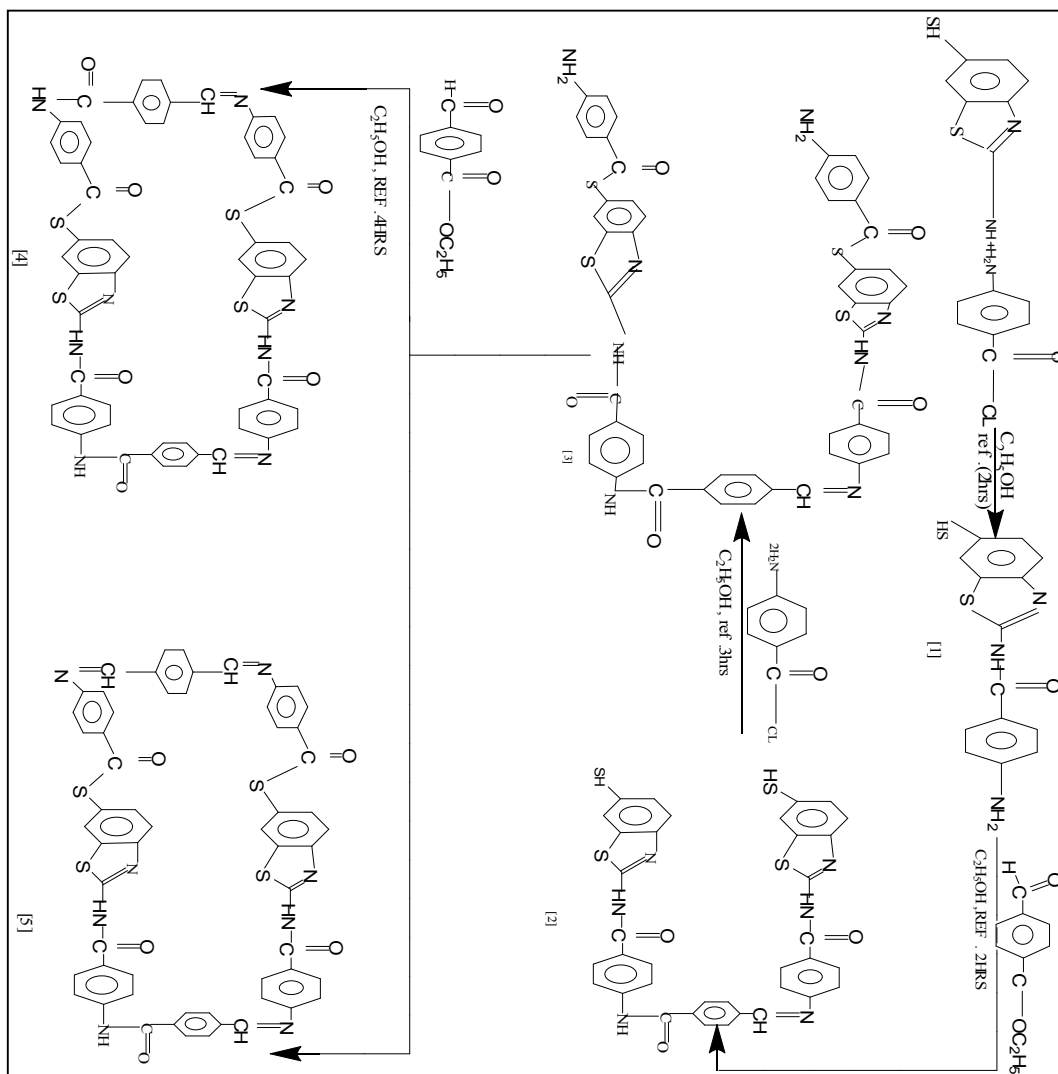 SH
S
N
NH+H₂N
C
O
CL
C₂H₅OH
ref .(2hrs)
HS
S
N
NH
C
O
NH₂
[1]
H
C
O
C
OC₂H₅
C₂H₅OH ,REF . 2HRS
NH₂
C
O
S
S
N
HN
C
O
N
CH
NH₂
C
O
S
S
N
NH
C
O
NH
C
O
[3]
2H₂N
C
O
CL
C₂H₅OH , ref .3hrs
HS
S
N
HN
C
O
N
CH
SH
S
N
HN
C
O
NH
C
O
[2]
H
C
O
C
O
OC₂H₅
C₂H₅OH , REF .4HRS
O
C
HN
CH
N
C
O
S
S
N
HN
C
O
N
CH
C
O
S
S
N
HN
C
O
NH
C
O
[4]
N
CH
CH
N
C
O
S
S
N
HN
C
O
N
CH
C
O
S
S
N
HN
C
O
NH
C
O
[5]